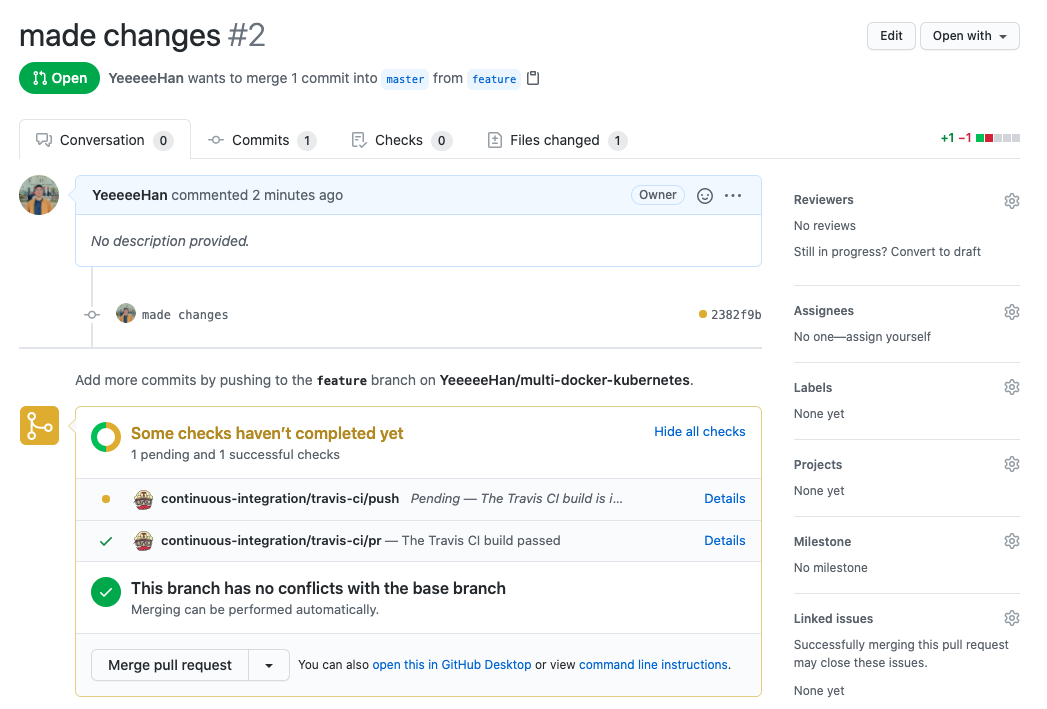 made changes #2
Edit
Open with
Open
YeeeeeHan wants to merge 1 commit into master from feature
Conversation 0
Commits 1
Checks 0
Files changed 1
+1 −1
YeeeeeHan commented 2 minutes ago
Owner
No description provided.
made changes
2382f9b
Add more commits by pushing to the feature branch on YeeeeeHan/multi-docker-kubernetes.
Some checks haven’t completed yet
Hide all checks
1 pending and 1 successful checks
continuous-integration/travis-ci/push Pending — The Travis CI build is i…
Details
continuous-integration/travis-ci/pr — The Travis CI build passed
Details
This branch has no conflicts with the base branch
Merging can be performed automatically.
Merge pull request
You can also open this in GitHub Desktop or view command line instructions.
Reviewers
No reviews
Still in progress? Convert to draft
Assignees
No one—assign yourself
Labels
None yet
Projects
None yet
Milestone
No milestone
Linked issues
Successfully merging this pull request
may close these issues.
None yet